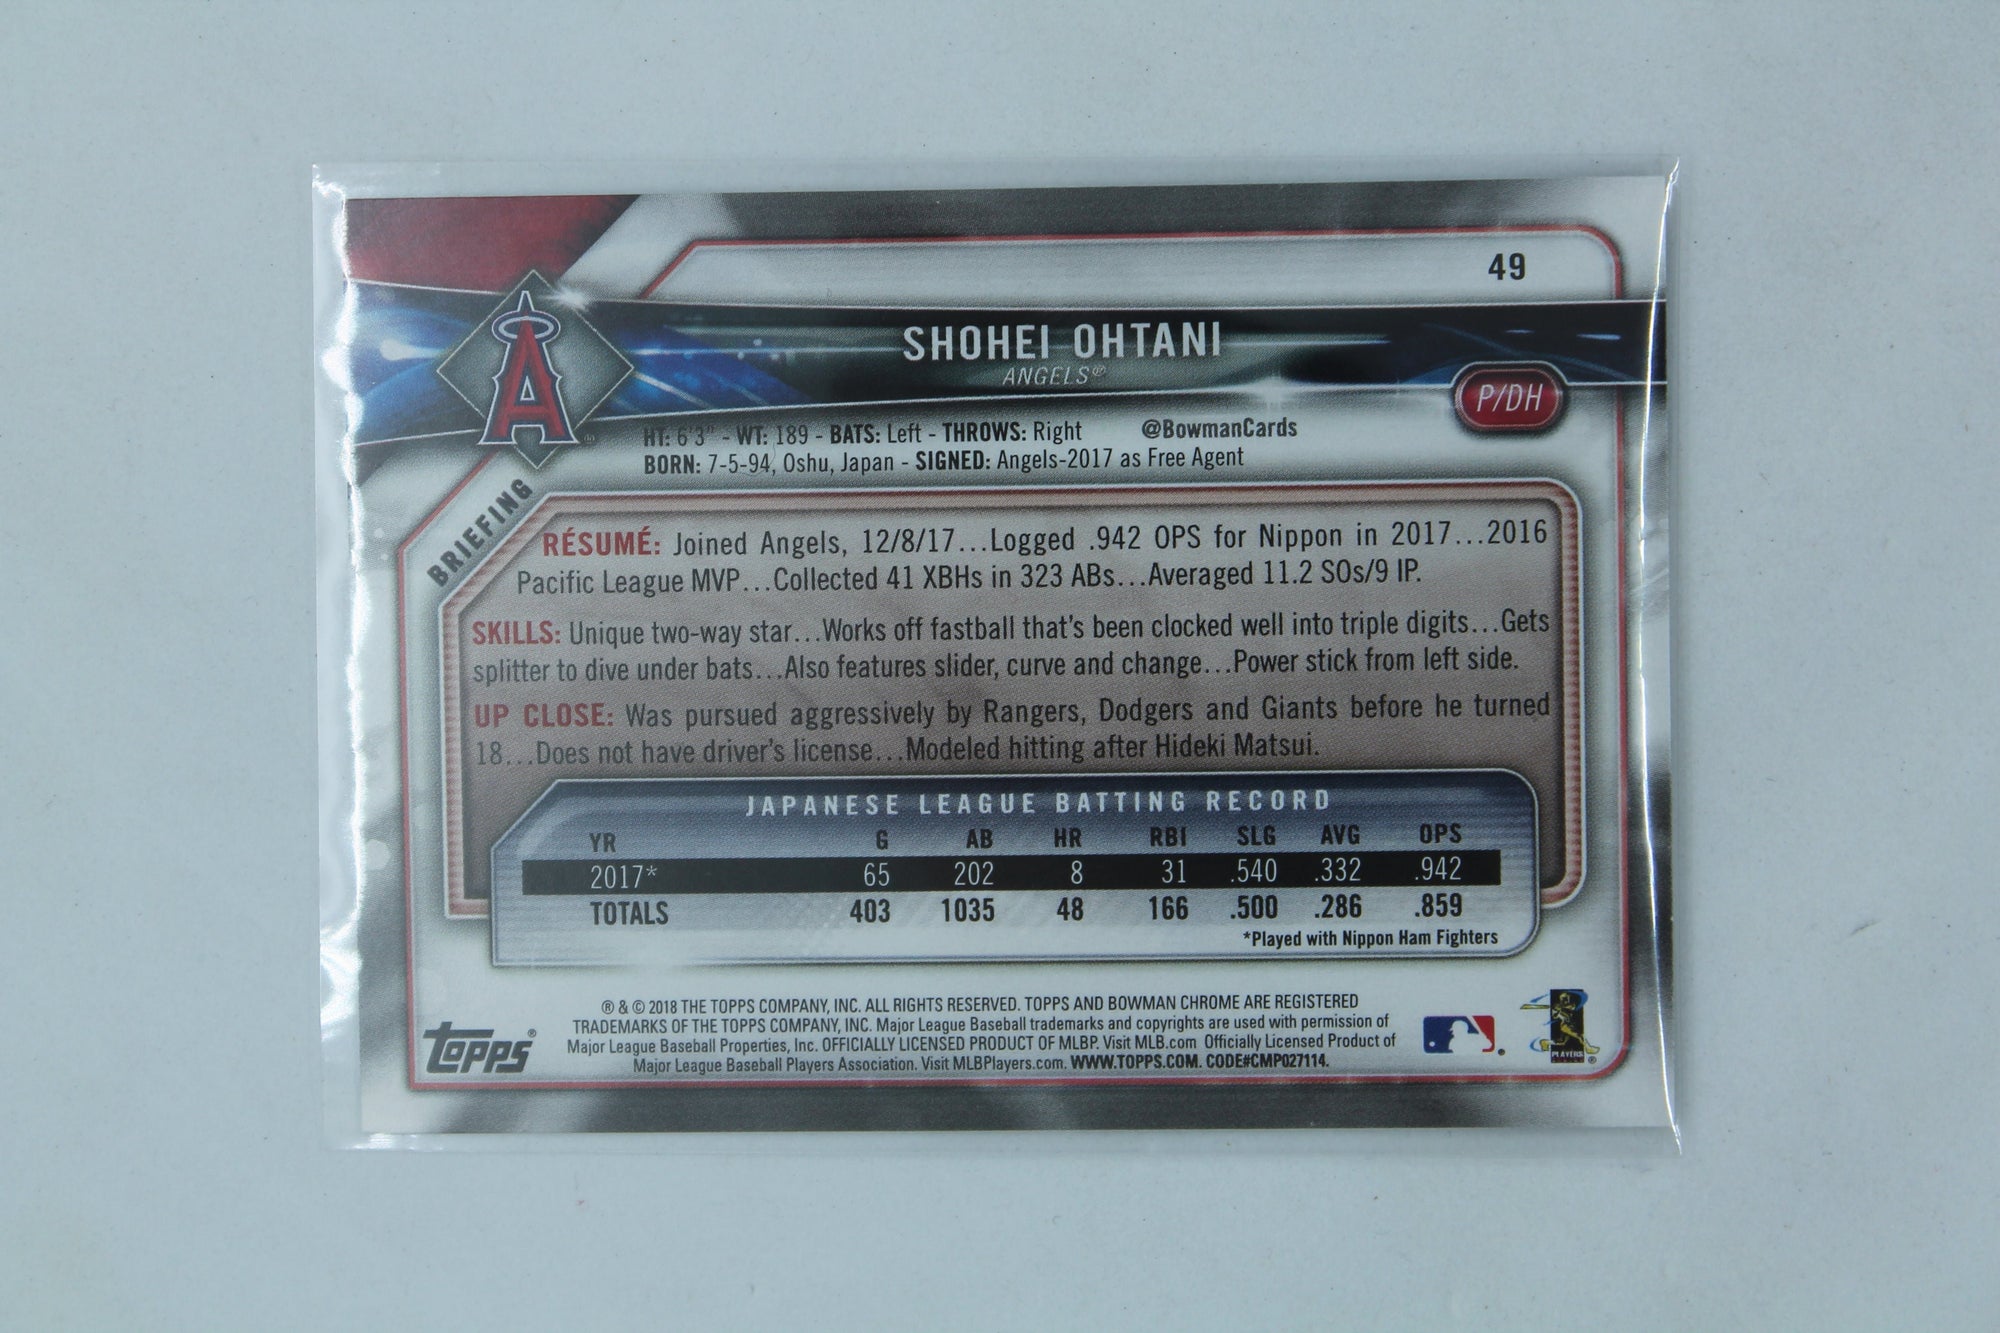 49
SHOHEI OHTANI
ANGELS®
P/DH
HT: 6'3" - WT: 189 - BATS: Left - THROWS: Right @BowmanCards
BORN: 7-5-94, Oshu, Japan - SIGNED: Angels-2017 as Free Agent
BRIEFING
RÉSUMÉ: Joined Angels, 12/8/17...Logged .942 OPS for Nippon in 2017...2016
Pacific League MVP...Collected 41 XBHs in 323 ABs...Averaged 11.2 SOs/9 IP.
SKILLS: Unique two-way star...Works off fastball that's been clocked well into triple digits...Gets
splitter to dive under bats...Also features slider, curve and change...Power stick from left side.
UP CLOSE: Was pursued aggressively by Rangers, Dodgers and Giants before he turned
18...Does not have driver's license...Modeled hitting after Hideki Matsui.
JAPANESE LEAGUE BATTING RECORD
YR G AB HR RBI SLG AVG OPS
2017* 65 202 8 31 .540 .332 .942
TOTALS 403 1035 48 166 .500 .286 .859
*Played with Nippon Ham Fighters
® & © 2018 THE TOPPS COMPANY, INC. ALL RIGHTS RESERVED. TOPPS AND BOWMAN CHROME ARE REGISTERED
TRADEMARKS OF THE TOPPS COMPANY, INC. Major League Baseball trademarks and copyrights are used with permission of
Major League Baseball Properties, Inc. OFFICIALLY LICENSED PRODUCT OF MLBP. Visit MLB.com Officially Licensed Product of
Major League Baseball Players Association. Visit MLBPlayers.com. WWW.TOPPS.COM. CODE#CMP027114.
Topps®
A
PLAYERS